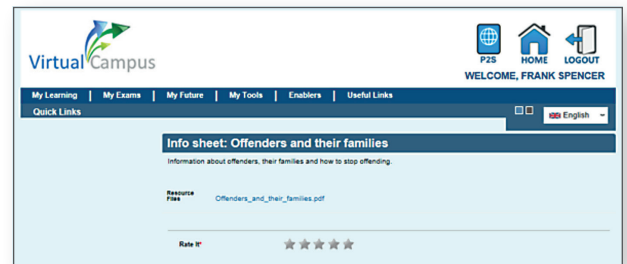 Virtual Campus
P2S HOME LOGOUT
WELCOME, FRANK SPENCER
My Learning | My Exams | My Future | My Tools | Enablers | Useful Links
Quick Links
English
Info sheet: Offenders and their families
Information about offenders, their families and how to stop offending.
Resource
Files Offenders_and_their_families.pdf
Rate It*